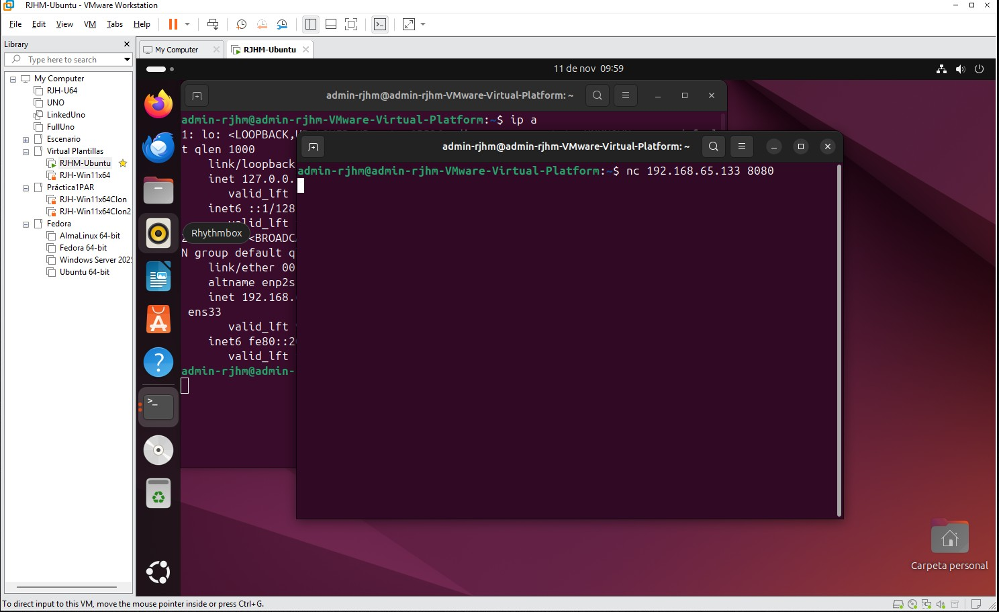 RJHM-Ubuntu - VMware Workstation
File Edit View VM Tabs Help
Library
Type here to search
My Computer
RJH-U64
UNO
LinkedUno
FullUno
Escenario
Virtual Plantillas
RJHM-Ubuntu
RJH-Win11x64
Práctica1PAR
RJH-Win11x64Clon
RJH-Win11x64Clon2
Fedora
AlmaLinux 64-bit
Fedora 64-bit
Windows Server 202
Ubuntu 64-bit
My Computer
RJHM-Ubuntu
11 de nov 09:59
admin-rjhm@admin-rjhm-VMware-Virtual-Platform: ~
admin-rjhm@admin-rjhm-VMware-Virtual-Platform:~$ ip a
1: lo: <LOOPBACK,
t qlen 1000
link/loopback
inet 127.0.0.
valid_lft
inet6 ::1/128
valid_lft
<BROADC
N group default q
link/ether 00
altname enp2s
inet 192.168.
ens33
valid_lft
inet6 fe80::2
valid_lft
admin-rjhm@admin-
Rhythmbox
admin-rjhm@admin-rjhm-VMware-Virtual-Platform: ~
admin-rjhm@admin-rjhm-VMware-Virtual-Platform:~$ nc 192.168.65.133 8080
Carpeta personal
To direct input to this VM, move the mouse pointer inside or press Ctrl+G.